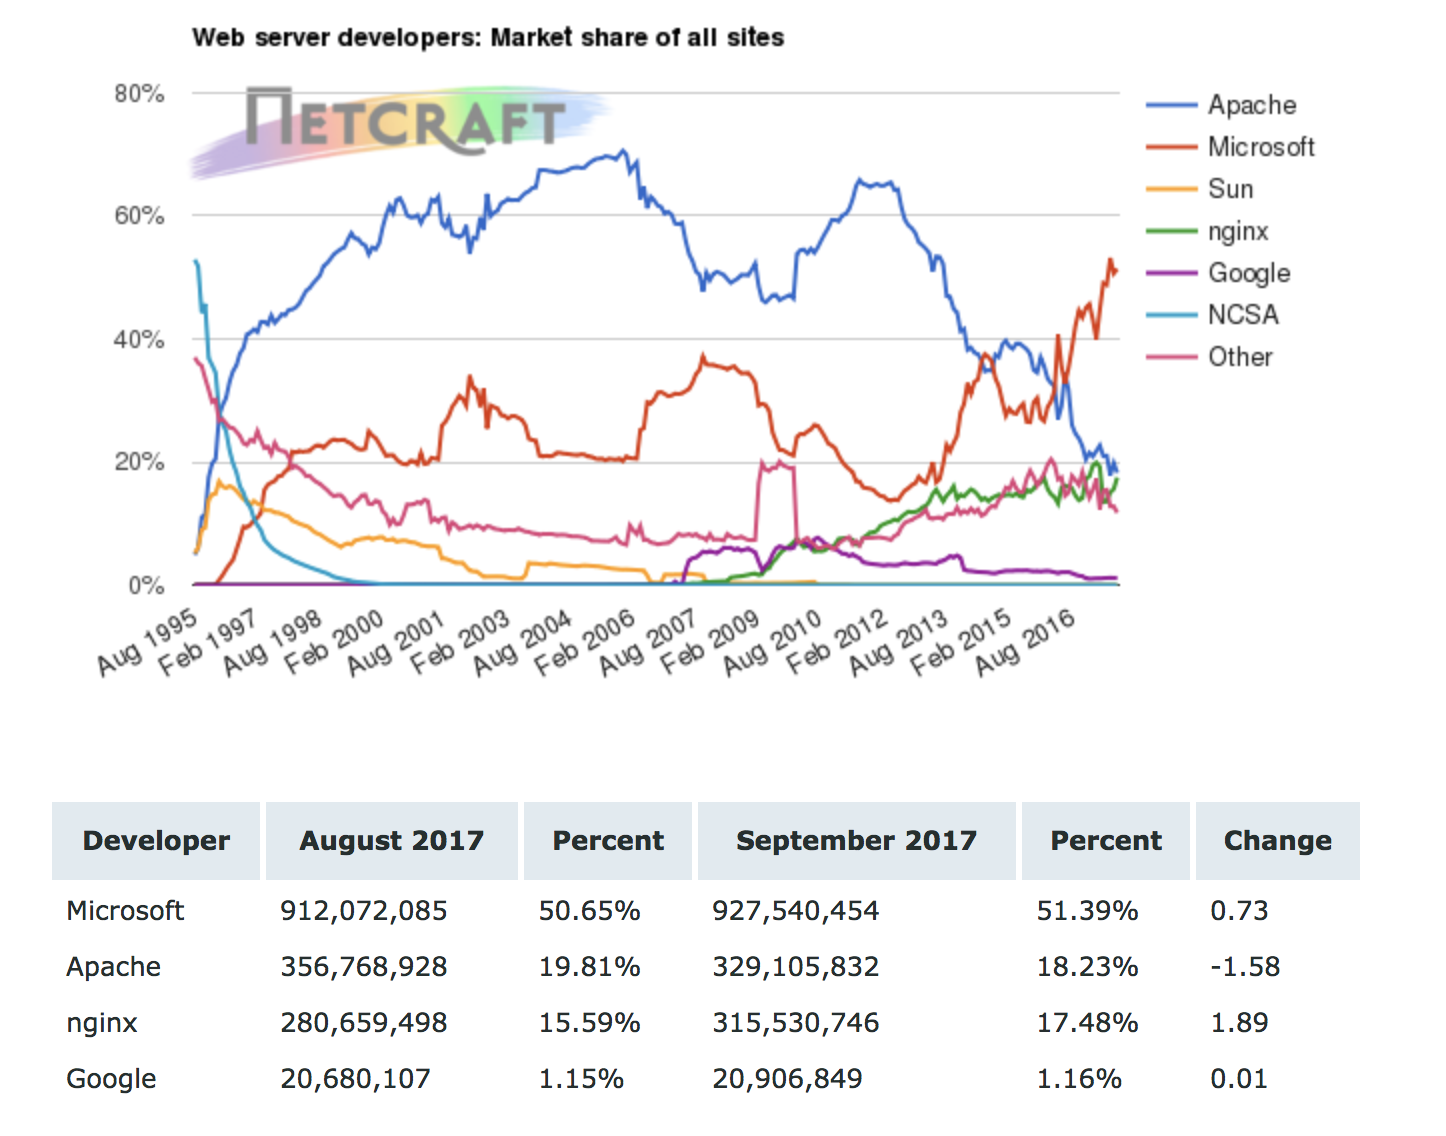 Web server developers: Market share of all sites
NETCRAFT
80%
60%
40%
20%
0%
Apache
Microsoft
Sun
nginx
Google
NCSA
Other
Aug 1995
Feb 1997
Aug 1998
Feb 2000
Aug 2001
Feb 2003
Aug 2004
Feb 2006
Aug 2007
Feb 2009
Aug 2010
Feb 2012
Aug 2013
Feb 2015
Aug 2016
Developer August 2017 Percent September 2017 Percent Change
Microsoft 912,072,085 50.65% 927,540,454 51.39% 0.73
Apache 356,768,928 19.81% 329,105,832 18.23% -1.58
nginx 280,659,498 15.59% 315,530,746 17.48% 1.89
Google 20,680,107 1.15% 20,906,849 1.16% 0.01